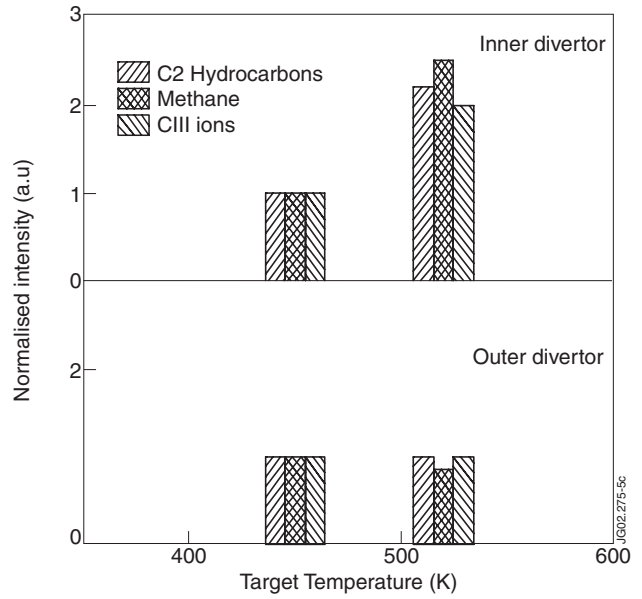 3
Inner divertor
C2 Hydrocarbons
Methane
CIII ions
2
1
0
Normalised intensity (a.u)
Outer divertor
2
0
400
500
600
Target Temperature (K)
JG02.275-5c